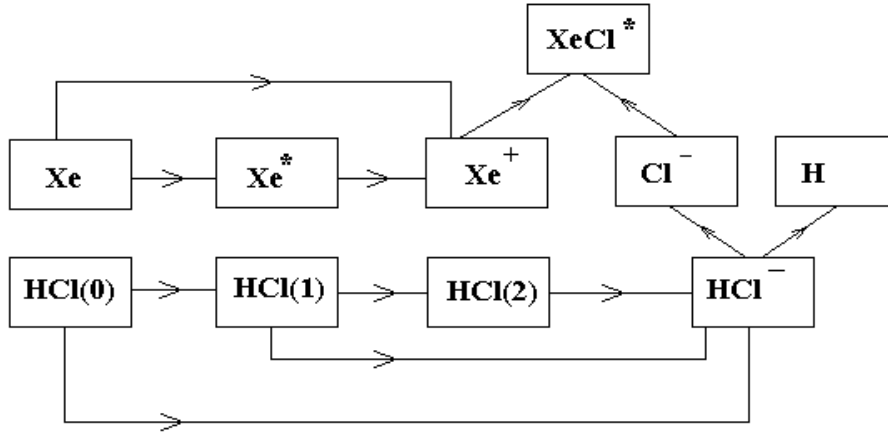 XeCl*
Xe
Xe*
Xe+
Cl−
H
HCl(0)
HCl(1)
HCl(2)
HCl−